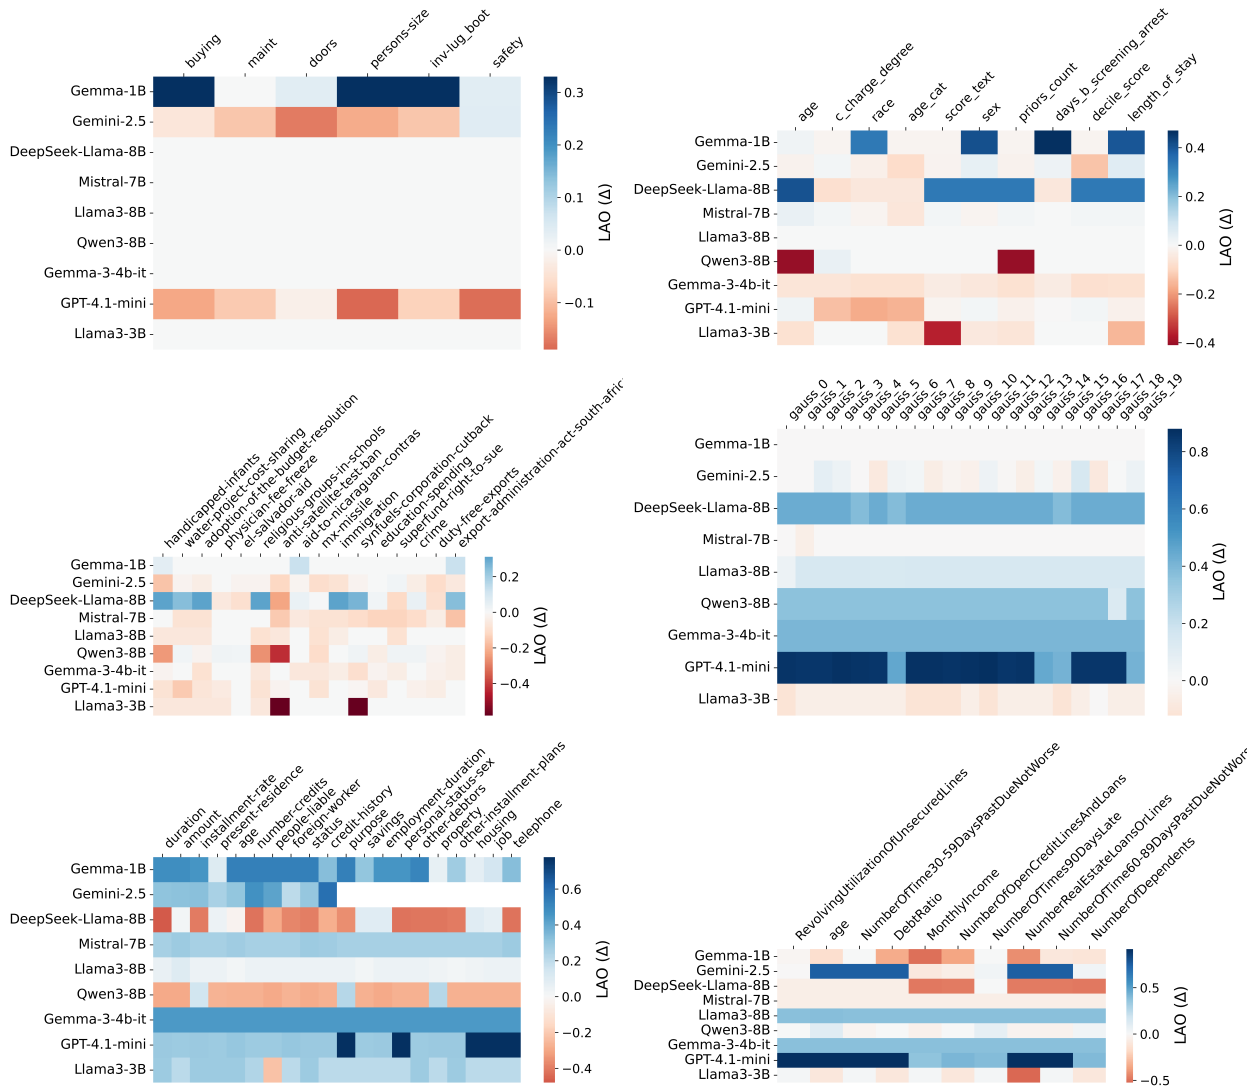 buying
maint
doors
persons-size
inv-lug_boot
safety
Gemma-1B
Gemini-2.5
DeepSeek-Llama-8B
Mistral-7B
Llama3-8B
Qwen3-8B
Gemma-3-4b-it
GPT-4.1-mini
Llama3-3B
0.3
0.2
0.1
0.0
−0.1
LAO (Δ)
age
c_charge_degree
race
age_cat
score_text
sex
priors_count
days_b_screening_arrest
decile_score
length_of_stay
Gemma-1B
Gemini-2.5
DeepSeek-Llama-8B
Mistral-7B
Llama3-8B
Qwen3-8B
Gemma-3-4b-it
GPT-4.1-mini
Llama3-3B
0.4
0.2
0.0
−0.2
−0.4
LAO (Δ)
handicapped-infants
water-project-cost-sharing
adoption-of-the-budget-resolution
physician-fee-freeze
el-salvador-aid
religious-groups-in-schools
anti-satellite-test-ban
aid-to-nicaraguan-contras
mx-missile
immigration
synfuels-corporation-cutback
education-spending
superfund-right-to-sue
crime
duty-free-exports
export-administration-act-south-afric
Gemma-1B
Gemini-2.5
DeepSeek-Llama-8B
Mistral-7B
Llama3-8B
Qwen3-8B
Gemma-3-4b-it
GPT-4.1-mini
Llama3-3B
0.2
0.0
−0.2
−0.4
LAO (Δ)
gauss_0
gauss_1
gauss_2
gauss_3
gauss_4
gauss_5
gauss_6
gauss_7
gauss_8
gauss_9
gauss_10
gauss_11
gauss_12
gauss_13
gauss_14
gauss_15
gauss_16
gauss_17
gauss_18
gauss_19
Gemma-1B
Gemini-2.5
DeepSeek-Llama-8B
Mistral-7B
Llama3-8B
Qwen3-8B
Gemma-3-4b-it
GPT-4.1-mini
Llama3-3B
0.8
0.6
0.4
0.2
0.0
LAO (Δ)
duration
amount
installment-rate
present-residence
age
number-credits
people-liable
foreign-worker
status
credit-history
purpose
savings
employment-duration
personal-status-sex
other-debtors
property
other-installment-plans
housing
job
telephone
Gemma-1B
Gemini-2.5
DeepSeek-Llama-8B
Mistral-7B
Llama3-8B
Qwen3-8B
Gemma-3-4b-it
GPT-4.1-mini
Llama3-3B
0.6
0.4
0.2
0.0
−0.2
−0.4
LAO (Δ)
RevolvingUtilizationOfUnsecuredLines
age
NumberOfTime30-59DaysPastDueNotWorse
DebtRatio
MonthlyIncome
NumberOfOpenCreditLinesAndLoans
NumberOfTimes90DaysLate
NumberRealEstateLoansOrLines
NumberOfTime60-89DaysPastDueNotWors
NumberOfDependents
Gemma-1B
Gemini-2.5
DeepSeek-Llama-8B
Mistral-7B
Llama3-8B
Qwen3-8B
Gemma-3-4b-it
GPT-4.1-mini
Llama3-3B
0.5
0.0
−0.5
LAO (Δ)